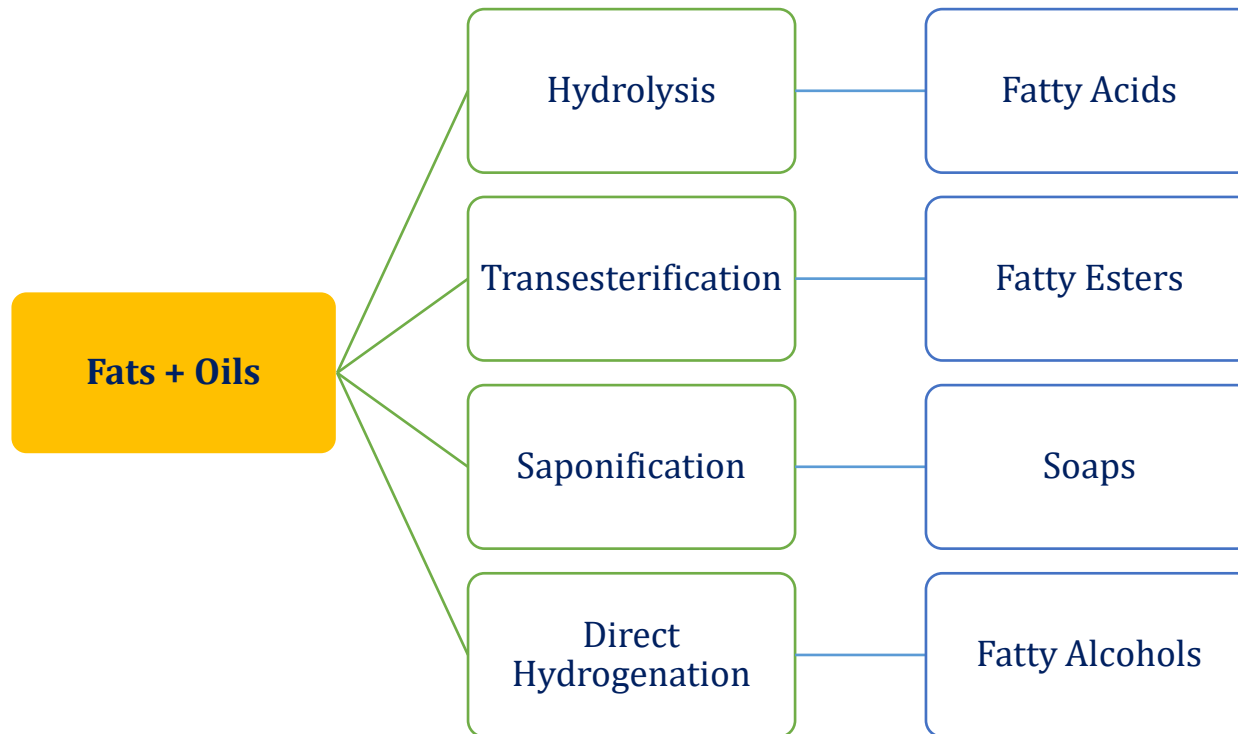 Fats + Oils
Hydrolysis
Fatty Acids
Transesterification
Fatty Esters
Saponification
Soaps
Direct
Hydrogenation
Fatty Alcohols